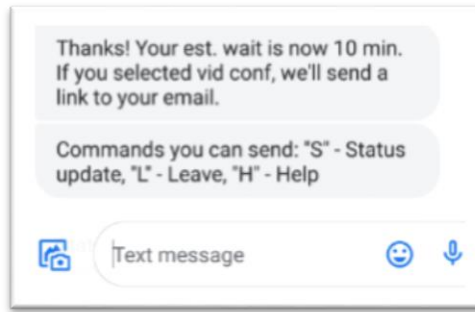 Thanks! Your est. wait is now 10 min.
If you selected vid conf, we'll send a
link to your email.
Commands you can send: "S" - Status
update, "L" - Leave, "H" - Help
Text message